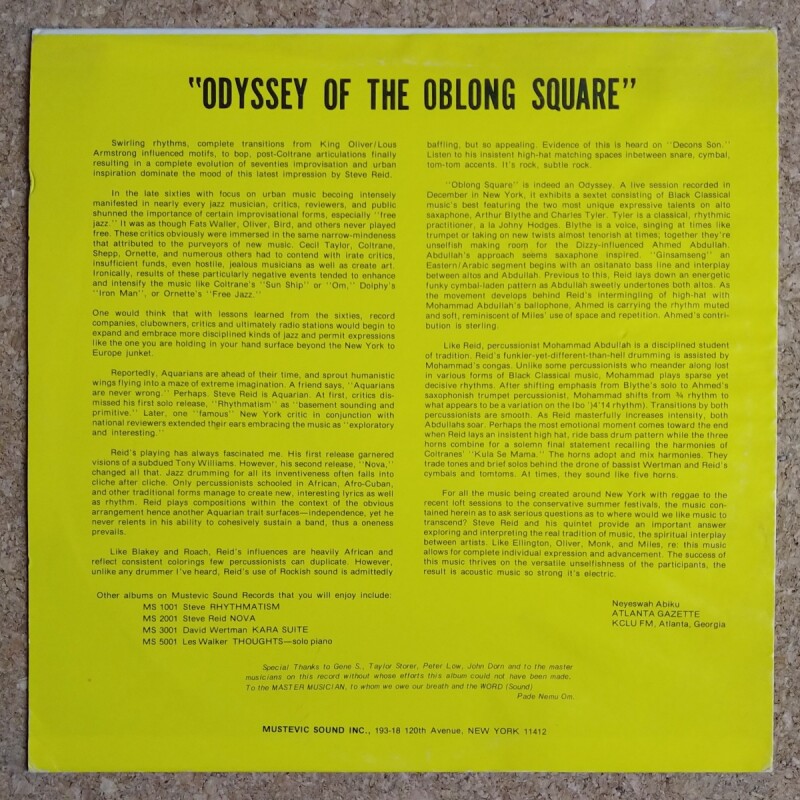 "ODYSSEY OF THE OBLONG SQUARE"
Swirling rhythms, complete transitions from King Oliver/Lous
Armstrong influenced motifs, to bop, post-Coltrane articulations finally
resulting in a complete evolution of seventies improvisation and urban
inspiration dominate the mood of this latest impression by Steve Reid.
In the late sixties with focus on urban music becoing intensely
manifested in nearly every jazz musician, critics, reviewers, and public
shunned the importance of certain improvisational forms, especially "free
jazz." It was as though Fats Waller, Oliver, Bird, and others never played
free. These critics obviously were immersed in the same narrow-mindeness
that attributed to the purveyors of new music. Cecil Taylor, Coltrane,
Shepp, Ornette, and numerous others had to contend with irate critics,
insufficient funds, even hostile, jealous musicians as well as create art.
Ironically, results of these particularly negative events tended to enhance
and intensify the music like Coltrane's "Sun Ship" or "Om," Dolphy's
"Iron Man", or Ornette's "Free Jazz."
One would think that with lessons learned from the sixties, record
companies, clubowners, critics and ultimately radio stations would begin to
expand and embrace more disciplined kinds of jazz and permit expressions
like the one you are holding in your hand surface beyond the New York to
Europe junket.
Reportedly, Aquarians are ahead of their time, and sprout humanistic
wings flying into a maze of extreme imagination. A friend says, "Aquarians
are never wrong." Perhaps. Steve Reid is Aquarian. At first, critics dis-
missed his first solo release, "Rhythmatism" as "basement sounding and
primitive." Later, one "famous" New York critic in conjunction with
national reviewers extended their ears embracing the music as "exploratory
and interesting."
Reid's playing has always fascinated me. His first release garnered
visions of a subdued Tony Williams. However, his second release, "Nova,"
changed all that. Jazz drumming for all its inventiveness often falls into
cliche after cliche. Only percussionists schooled in African, Afro-Cuban,
and other traditional forms manage to create new, interesting lyrics as well
as rhythm. Reid plays compositions within the context of the obvious
arrangement hence another Aquarian trait surfaces—independence, yet he
never relents in his ability to cohesively sustain a band, thus a oneness
prevails.
Like Blakey and Roach, Reid's influences are heavily African and
reflect consistent colorings few percussionists can duplicate. However,
unlike any drummer I've heard, Reid's use of Rockish sound is admittedly
baffling, but so appealing. Evidence of this is heard on "Decons Son."
Listen to his insistent high-hat matching spaces inbetween snare, cymbal,
tom-tom accents. It's rock, subtle rock.
"Oblong Square" is indeed an Odyssey. A live session recorded in
December in New York, it exhibits a sextet consisting of Black Classical
music's best featuring the two most unique expressive talents on alto
saxophone, Arthur Blythe and Charles Tyler. Tyler is a classical, rhythmic
practitioner, a la Johny Hodges. Blythe is a voice, singing at times like
trumpet or taking on new twists almost tenorish at times; together they're
unselfish making room for the Dizzy-influenced Ahmed Abdullah.
Abdullah's approach seems saxophone inspired. "Ginsamseng" an
Eastern/Arabic segment begins with an ositanato bass line and interplay
between altos and Abdullah. Previous to this, Reid lays down an energetic
funky cymbal-laden pattern as Abdullah sweetly undertones both altos. As
the movement develops behind Reid's intermingling of high-hat with
Mohammad Abdullah's ballophone, Ahmed is carrying the rhythm muted
and soft, reminiscent of Miles' use of space and repetition. Ahmed's contri-
bution is sterling.
Like Reid, percussionist Mohammad Abdullah is a disciplined student
of tradition. Reid's funkier-yet-different-than-hell drumming is assisted by
Mohammad's congas. Unlike some percussionists who meander along lost
in various forms of Black Classical music, Mohammad plays sparse yet
decisive rhythms. After shifting emphasis from Blythe's solo to Ahmed's
saxophonish trumpet percussionist, Mohammad shifts from ¾ rhythm to
what appears to be a variation on the Ibo ')4'14 rhythm). Transitions by both
percussionists are smooth. As Reid masterfully increases intensity, both
Abdullahs soar. Perhaps the most emotional moment comes toward the end
when Reid lays an insistent high hat, ride bass drum pattern while the three
horns combine for a solemn final statement recalling the harmonies of
Coltranes' "Kula Se Mama." The horns adopt and mix harmonies. They
trade tones and brief solos behind the drone of bassist Wertman and Reid's
cymbals and tomtoms. At times, they sound like five horns.
For all the music being created around New York with reggae to the
recent loft sessions to the conservative summer festivals, the music con-
tained herein as to ask serious questions as to where would we like music to
transcend? Steve Reid and his quintet provide an important answer
exploring and interpreting the real tradition of music, the spiritual interplay
between artists. Like Ellington, Oliver, Monk, and Miles, re: this music
allows for complete individual expression and advancement. The success of
this music thrives on the versatile unselfishness of the participants, the
result is acoustic music so strong it's electric.
Neyeswah Abiku
ATLANTA GAZETTE
KCLU FM, Atlanta, Georgia
Other albums on Mustevic Sound Records that you will enjoy include:
MS 1001 Steve RHYTHMATISM
MS 2001 Steve Reid NOVA
MS 3001 David Wertman KARA SUITE
MS 5001 Les Walker THOUGHTS—solo piano
Special Thanks to Gene S., Taylor Storer, Peter Low, John Dorn and to the master
musicians on this record without whose efforts this album could not have been made.
To the MASTER MUSICIAN, to whom we owe our breath and the WORD (Sound)
Pade Nemu Om.
MUSTEVIC SOUND INC., 193-18 120th Avenue, NEW YORK 11412